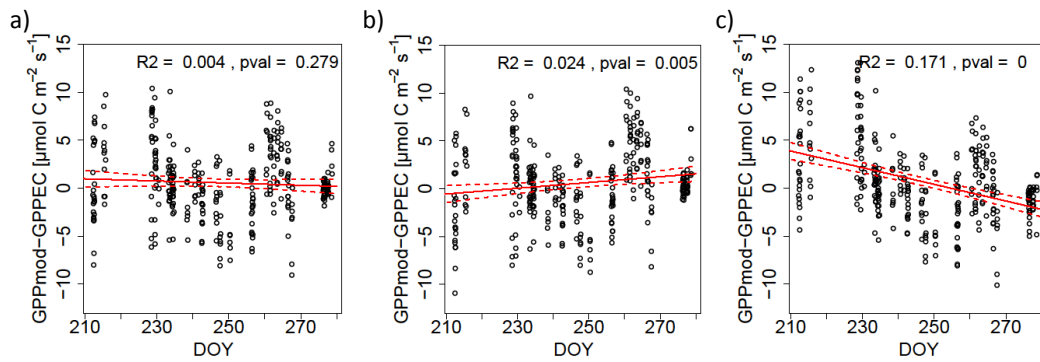 a)
GPPmod−GPPEC [µmol C m⁻² s⁻¹]
15
10
5
0
−5
−10
R2 = 0.004 , pval = 0.279
210 230 250 270
DOY
b)
GPPmod−GPPEC [µmol C m⁻² s⁻¹]
15
10
5
0
−5
−10
R2 = 0.024 , pval = 0.005
210 230 250 270
DOY
c)
GPPmod−GPPEC [µmol C m⁻² s⁻¹]
15
10
5
0
−5
−10
R2 = 0.171 , pval = 0
210 230 250 270
DOY